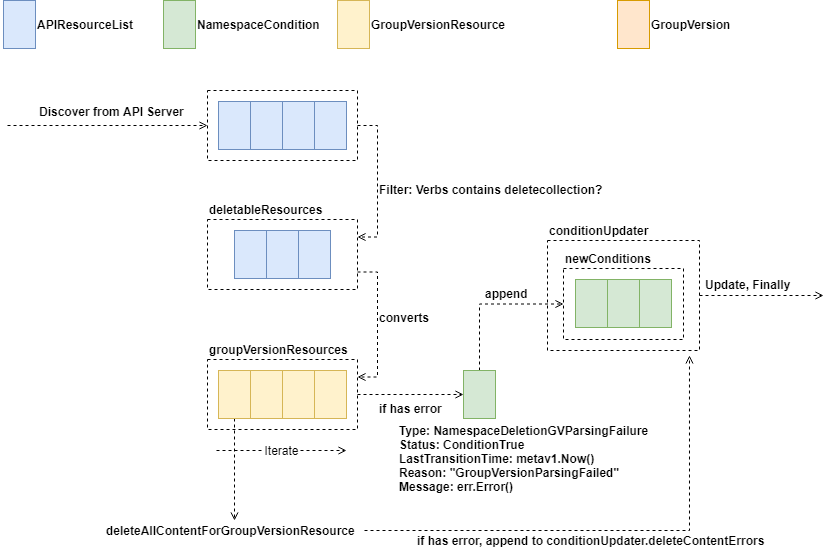 APIResourceList
NamespaceCondition
GroupVersionResource
GroupVersion
Discover from API Server
Filter: Verbs contains deletecollection?
deletableResources
conditionUpdater
newConditions
Update, Finally
append
converts
groupVersionResources
if has error
Type: NamespaceDeletionGVParsingFailure
Status: ConditionTrue
LastTransitionTime: metav1.Now()
Reason: "GroupVersionParsingFailed"
Message: err.Error()
Iterate
deleteAllContentForGroupVersionResource
if has error, append to conditionUpdater.deleteContentErrors